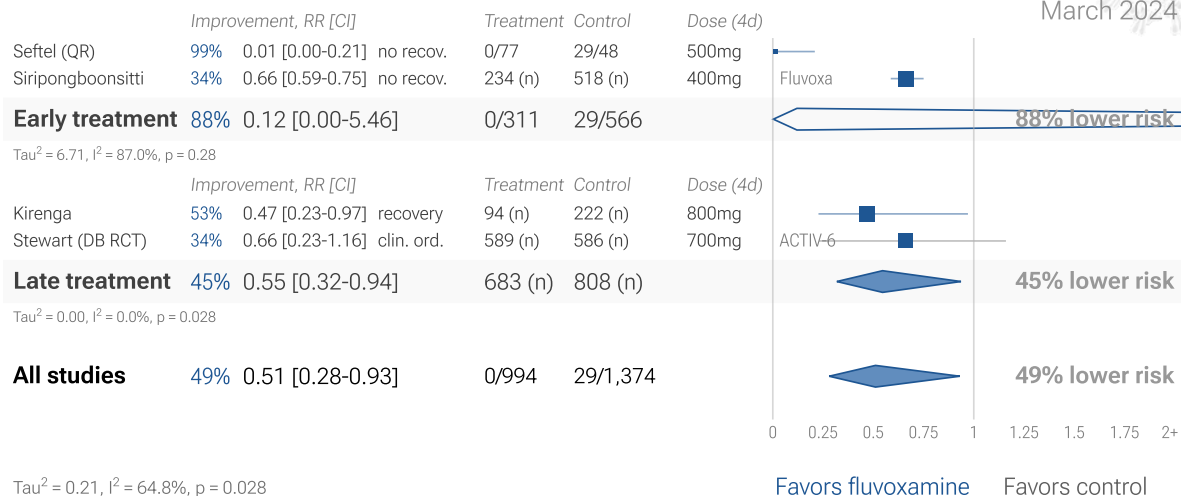 March 2024
Improvement, RR [CI] Treatment Control Dose (4d)
Seftel (QR) 99% 0.01 [0.00-0.21] no recov. 0/77 29/48 500mg
Siripongboonsitti 34% 0.66 [0.59-0.75] no recov. 234 (n) 518 (n) 400mg Fluvoxa
Early treatment 88% 0.12 [0.00-5.46] 0/311 29/566 88% lower risk
Tau² = 6.71, I² = 87.0%, p = 0.28
Improvement, RR [CI] Treatment Control Dose (4d)
Kirenga 53% 0.47 [0.23-0.97] recovery 94 (n) 222 (n) 800mg
Stewart (DB RCT) 34% 0.66 [0.23-1.16] clin. ord. 589 (n) 586 (n) 700mg ACTIV-6
Late treatment 45% 0.55 [0.32-0.94] 683 (n) 808 (n) 45% lower risk
Tau² = 0.00, I² = 0.0%, p = 0.028
All studies 49% 0.51 [0.28-0.93] 0/994 29/1,374 49% lower risk
0 0.25 0.5 0.75 1 1.25 1.5 1.75 2+
Tau² = 0.21, I² = 64.8%, p = 0.028 Favors fluvoxamine Favors control